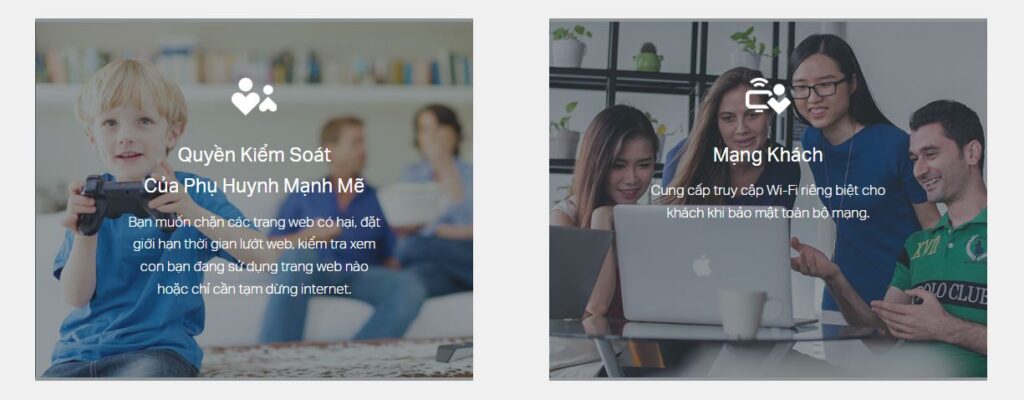 Quyền Kiểm Soát
Của Phụ Huynh Mạnh Mẽ
Bạn muốn chặn các trang web có hại, đặt
giới hạn thời gian lướt web, kiểm tra xem
con bạn đang sử dụng trang web nào
hoặc chỉ cần tạm dừng internet.
Mạng Khách
Cung cấp truy cập Wi-Fi riêng biệt cho
khách khi bảo mật toàn bộ mạng.
XVII
POLO CLUB